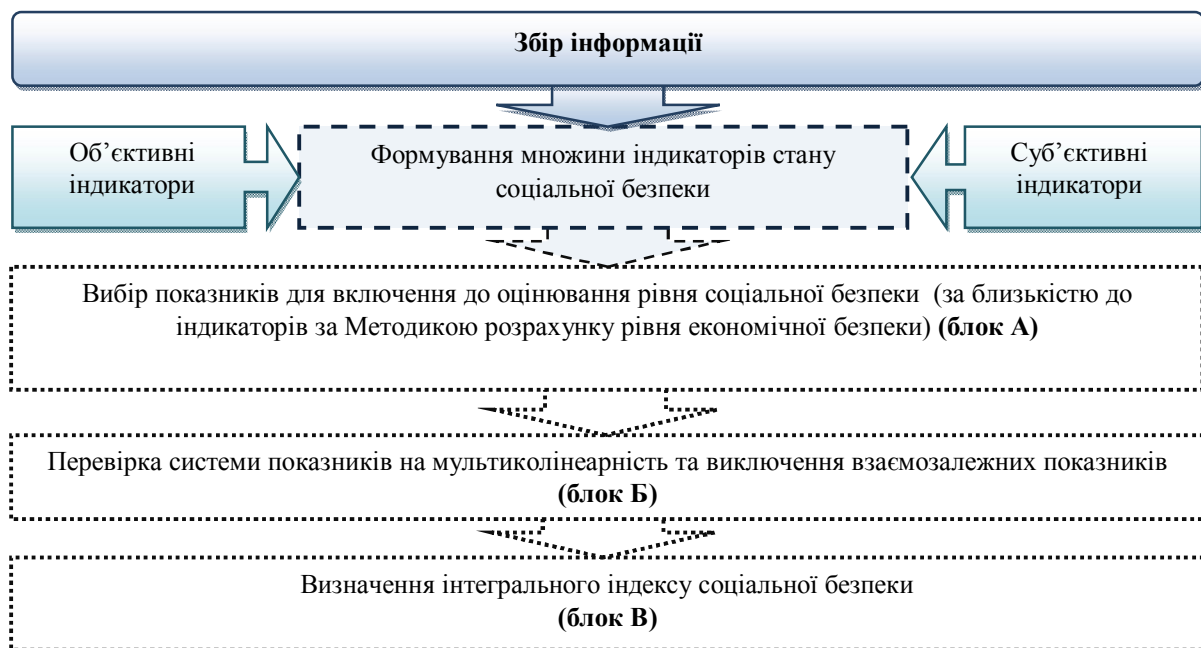 Збір інформації
Об’єктивні
індикатори
Формування множини індикаторів стану
соціальної безпеки
Суб’єктивні
індикатори
Вибір показників для включення до оцінювання рівня соціальної безпеки (за близькістю до
індикаторів за Методикою розрахунку рівня економічної безпеки) (блок А)
Перевірка системи показників на мультиколінеарність та виключення взаємозалежних показників
(блок Б)
Визначення інтегрального індексу соціальної безпеки
(блок В)